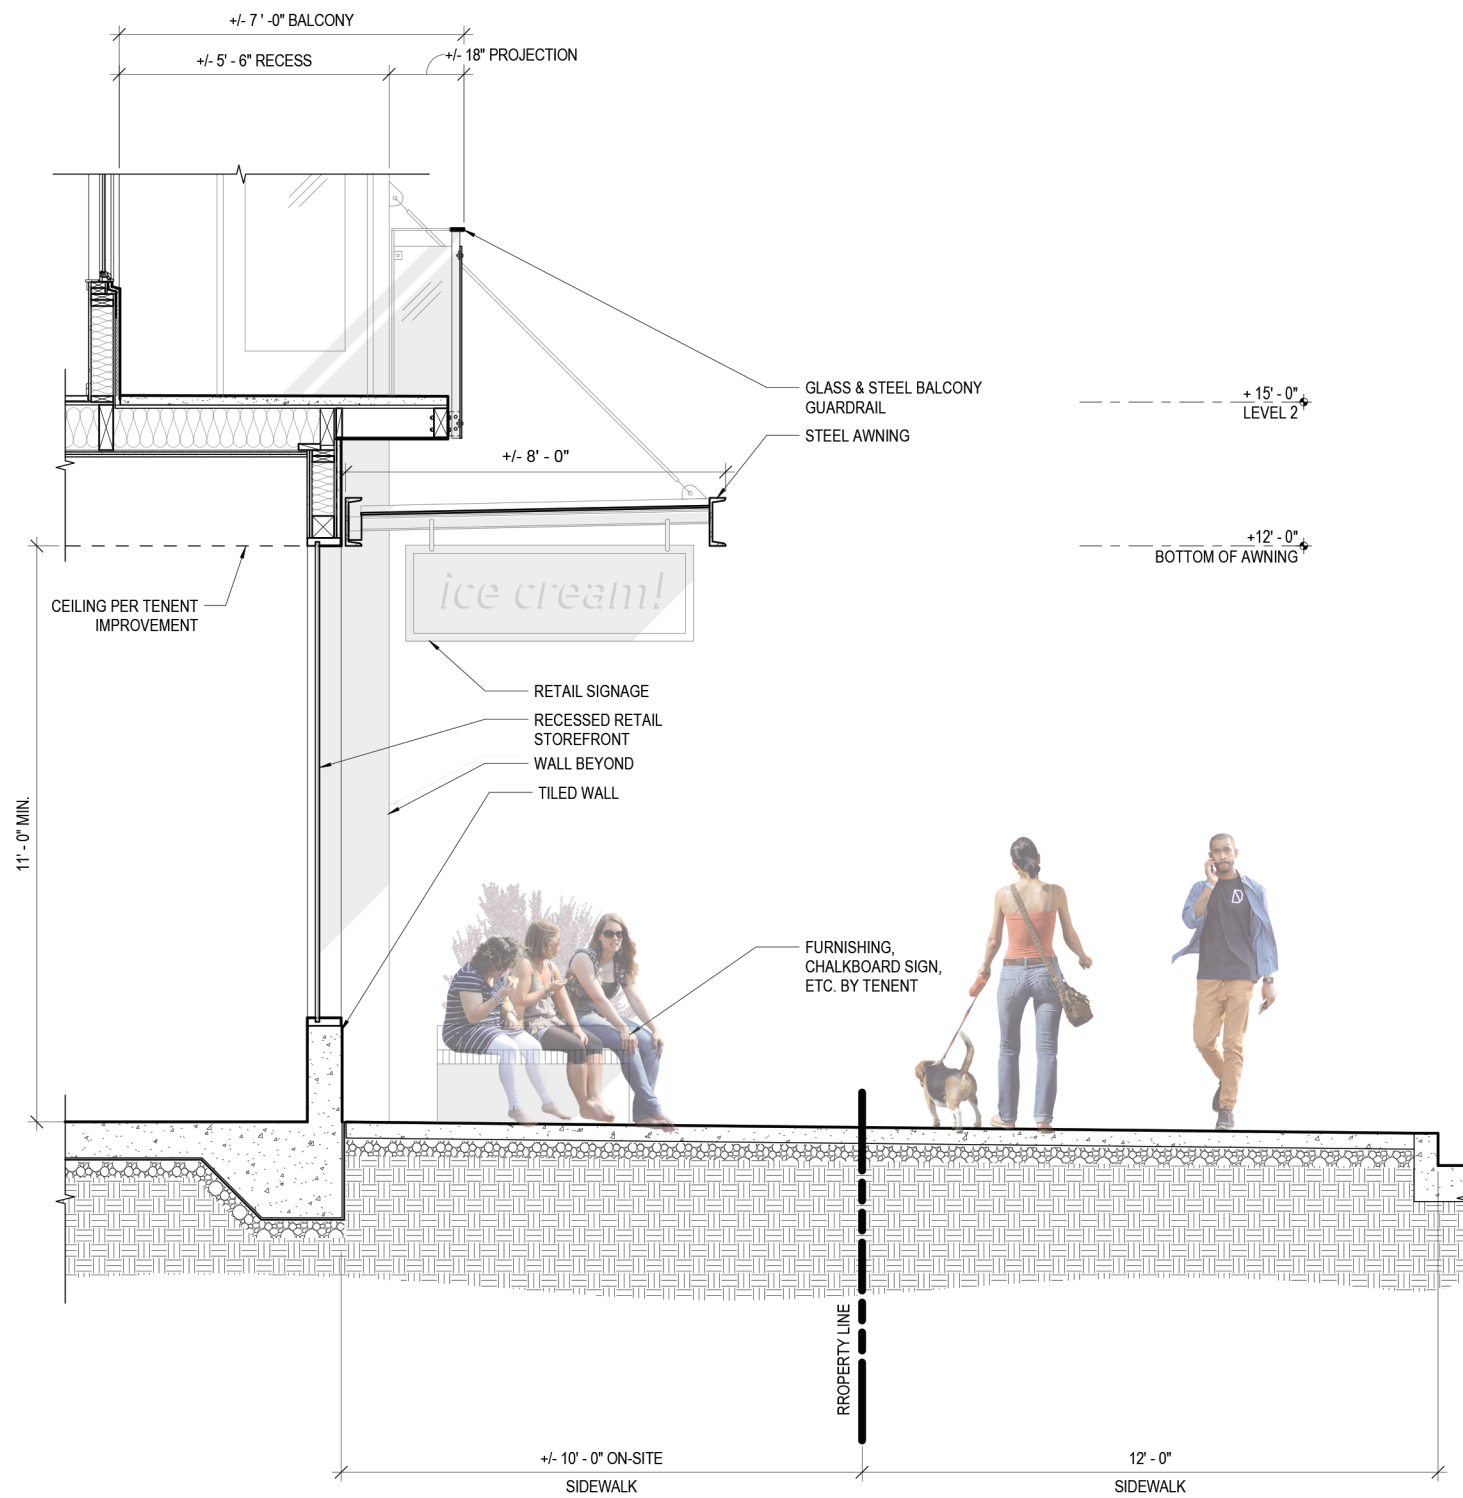 +/- 7 ' -0" BALCONY
+/- 5' - 6" RECESS
+/- 18" PROJECTION
GLASS & STEEL BALCONY
GUARDRAIL
STEEL AWNING
+ 15' - 0"
LEVEL 2
+/- 8' - 0"
+12' - 0"
BOTTOM OF AWNING
ice cream!
CEILING PER TENENT
IMPROVEMENT
RETAIL SIGNAGE
RECESSED RETAIL
STOREFRONT
WALL BEYOND
TILED WALL
11' - 0" MIN.
FURNISHING,
CHALKBOARD SIGN,
ETC. BY TENENT
RROPERTY LINE
+/- 10' - 0" ON-SITE
SIDEWALK
12' - 0"
SIDEWALK